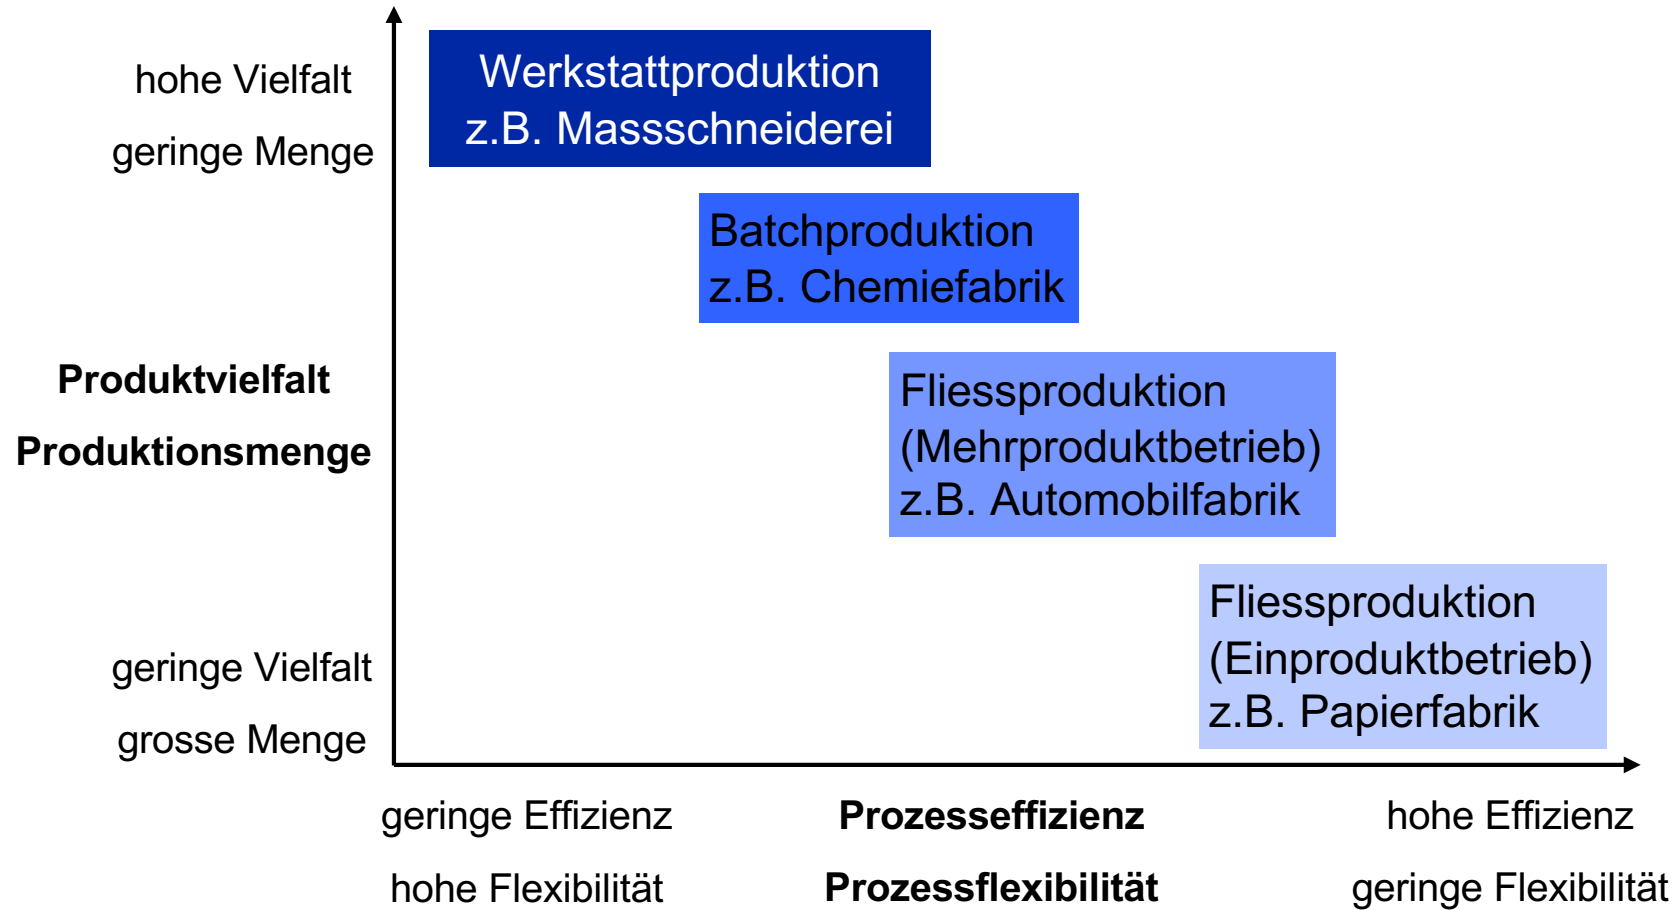 hohe Vielfalt
geringe Menge
Werkstattproduktion
z.B. Massschneiderei
Batchproduktion
z.B. Chemiefabrik
Produktvielfalt
Produktionsmenge
Fliessproduktion
(Mehrproduktbetrieb)
z.B. Automobilfabrik
Fliessproduktion
(Einproduktbetrieb)
z.B. Papierfabrik
geringe Vielfalt
grosse Menge
geringe Effizienz
hohe Flexibilität
Prozesseffizienz
Prozessflexibilität
hohe Effizienz
geringe Flexibilität